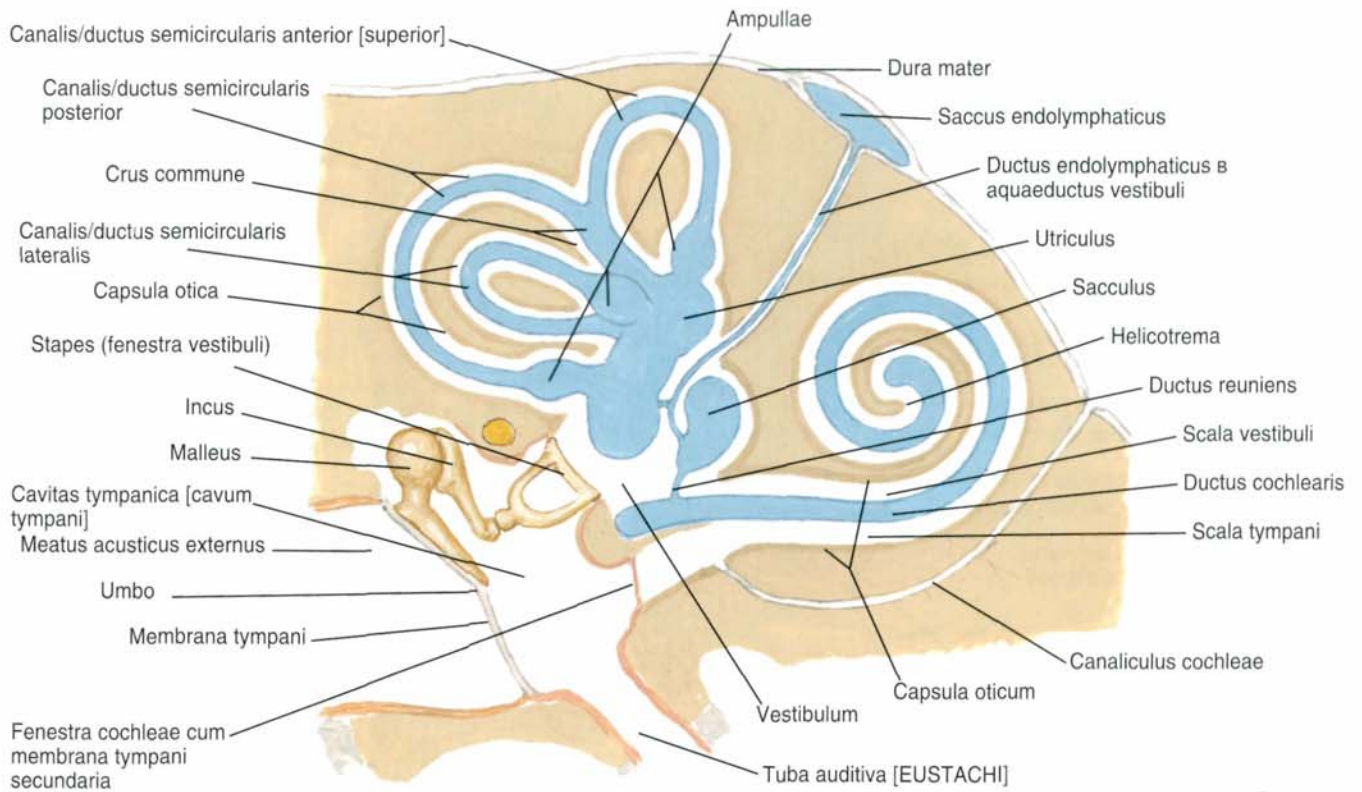 Canalis/ductus semicircularis anterior [superior]
Canalis/ductus semicircularis
posterior
Crus commune
Canalis/ductus semicircularis
lateralis
Capsula otica
Stapes (fenestra vestibuli)
Incus
Malleus
Cavitas tympanica [cavum
tympani]
Meatus acusticus externus
Umbo
Membrana tympani
Fenestra cochleae cum
membrana tympani
secundaria
Ampullae
Dura mater
Saccus endolymphaticus
Ductus endolymphaticus в
aquaeductus vestibuli
Utriculus
Sacculus
Helicotrema
Ductus reuniens
Scala vestibuli
Ductus cochlearis
Scala tympani
Canaliculus cochleae
Capsula oticum
Vestibulum
Tuba auditiva [EUSTACHI]